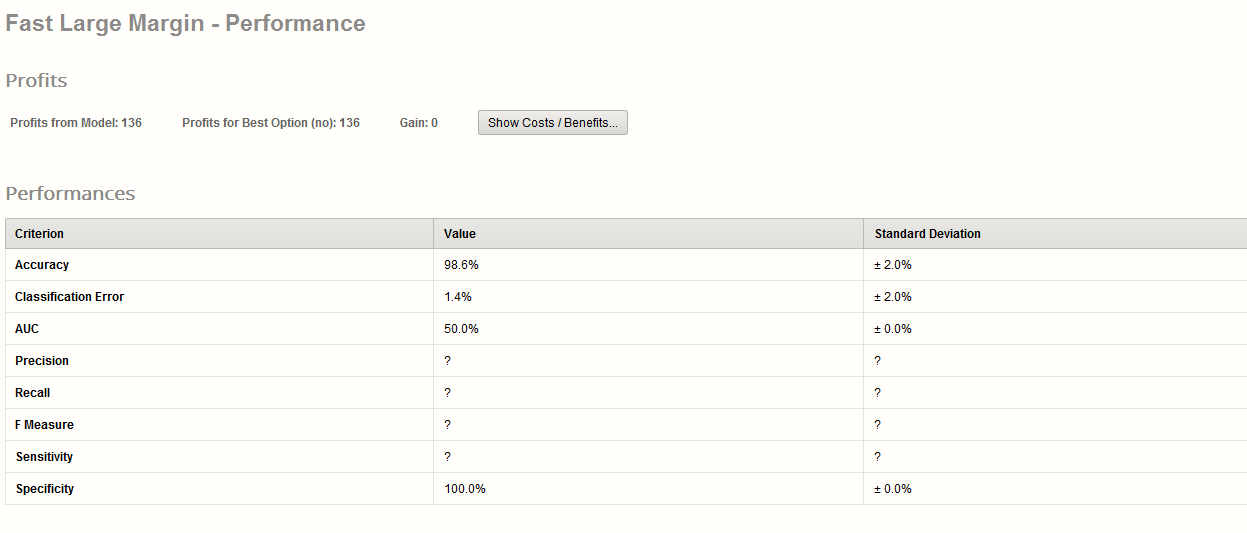 Fast Large Margin - Performance
Profits
Profits from Model: 136 Profits for Best Option (no): 136 Gain: 0 Show Costs / Benefits...
Performances
Criterion Value Standard Deviation
Accuracy 98.6% ± 2.0%
Classification Error 1.4% ± 2.0%
AUC 50.0% ± 0.0%
Precision ? ?
Recall ? ?
F Measure ? ?
Sensitivity ? ?
Specificity 100.0% ± 0.0%